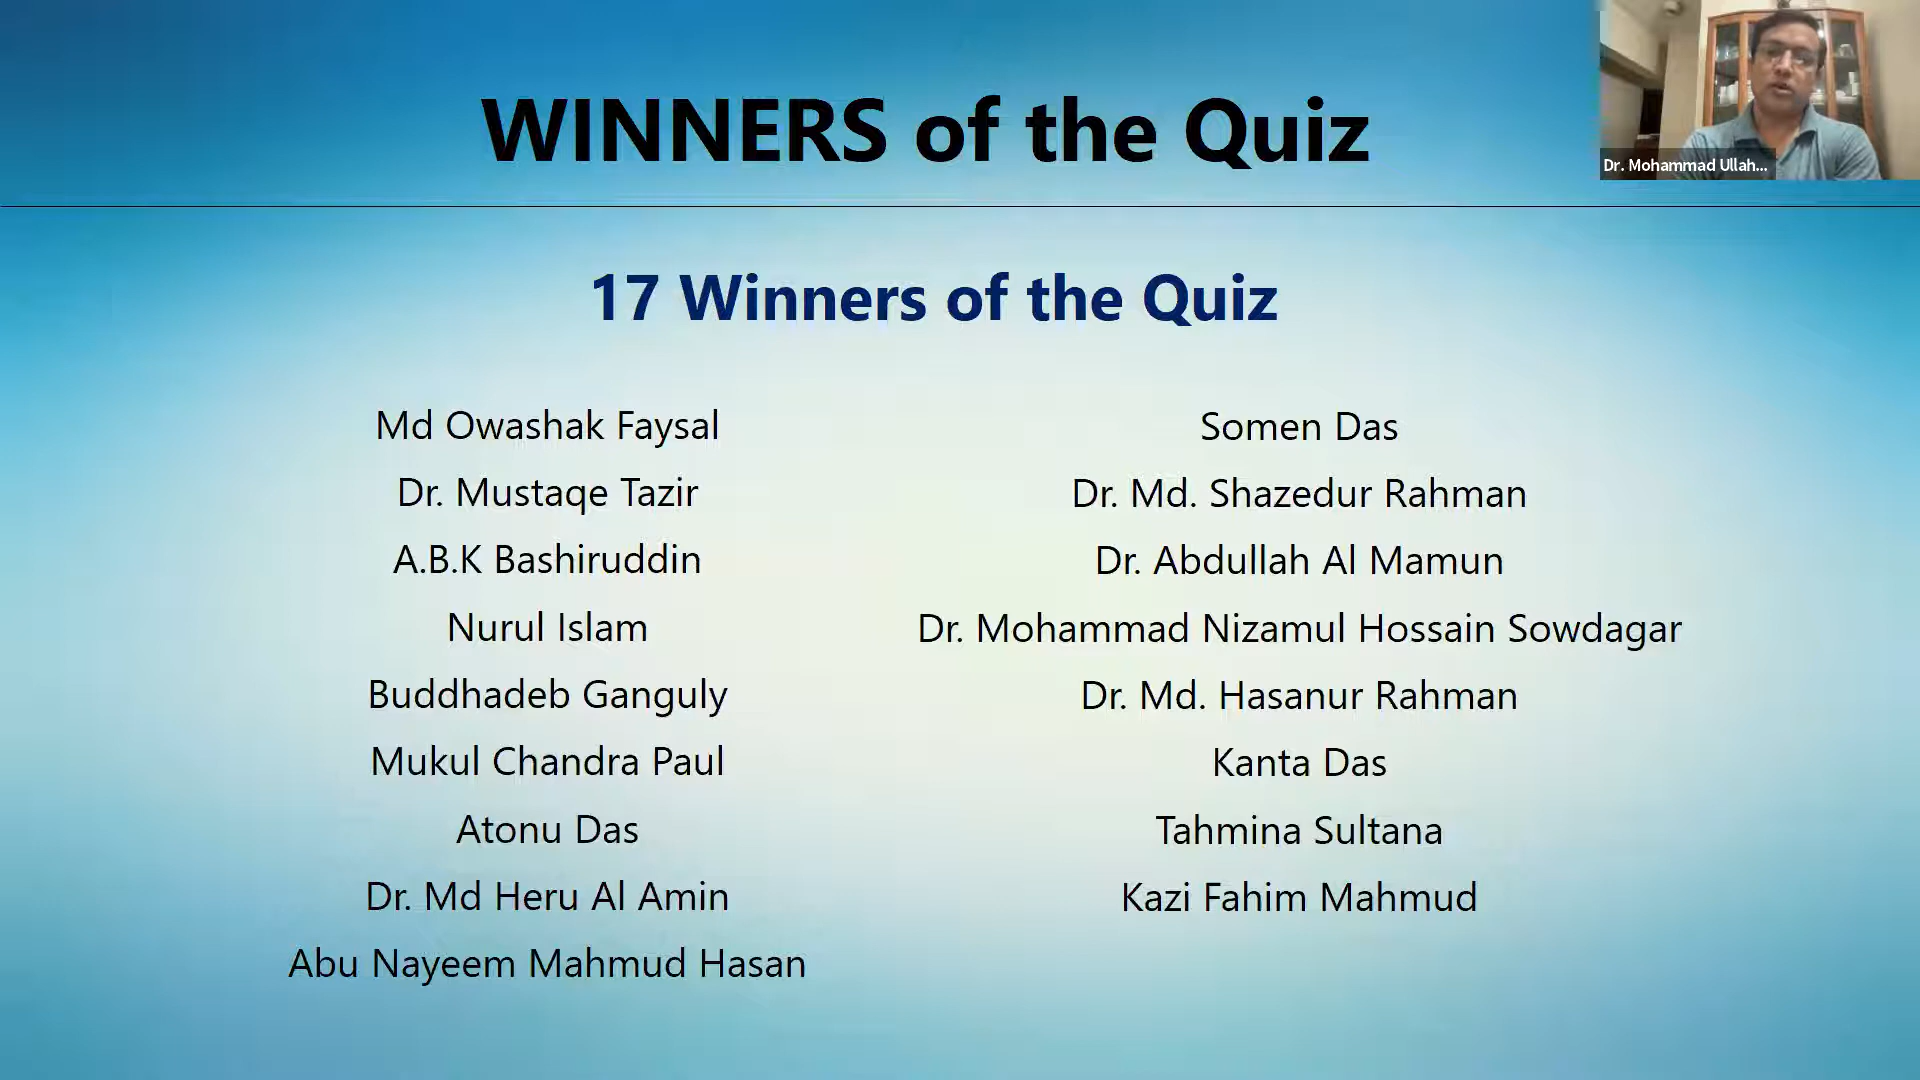 WINNERS of the Quiz
Dr. Mohammad Ullah...
17 Winners of the Quiz
Md Owashak Faysal
Dr. Mustaqe Tazir
A.B.K Bashiruddin
Nurul Islam
Buddhadeb Ganguly
Mukul Chandra Paul
Atonu Das
Dr. Md Heru Al Amin
Abu Nayeem Mahmud Hasan
Somen Das
Dr. Md. Shazedur Rahman
Dr. Abdullah Al Mamun
Dr. Mohammad Nizamul Hossain Sowdagar
Dr. Md. Hasanur Rahman
Kanta Das
Tahmina Sultana
Kazi Fahim Mahmud